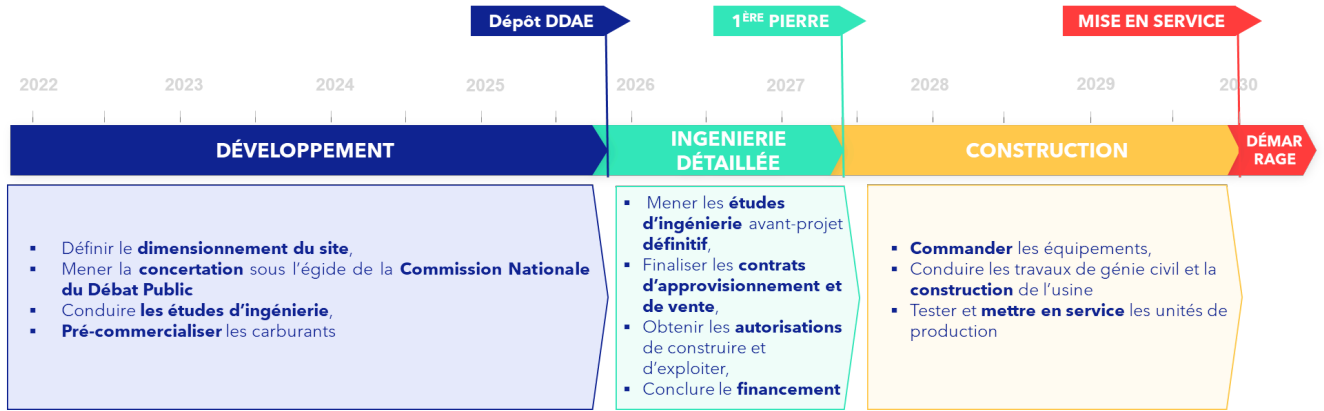 Dépôt DDAE
1ÈRE PIERRE
MISE EN SERVICE
2022
2023
2024
2025
2026
2027
2028
2029
2030
DÉVELOPPEMENT
INGENIERIE
DÉTAILLÉE
CONSTRUCTION
DÉMAR
RAGE
▪ Définir le dimensionnement du site,
▪ Mener la concertation sous l’égide de la Commission Nationale
du Débat Public
▪ Conduire les études d’ingénierie,
▪ Pré-commercialiser les carburants
▪ Mener les études
d’ingénierie avant-projet
définitif,
▪ Finaliser les contrats
d’approvisionnement et
de vente,
▪ Obtenir les autorisations
de construire et
d’exploiter,
▪ Conclure le financement
▪ Commander les équipements,
▪ Conduire les travaux de génie civil et la
construction de l’usine
▪ Tester et mettre en service les unités de
production